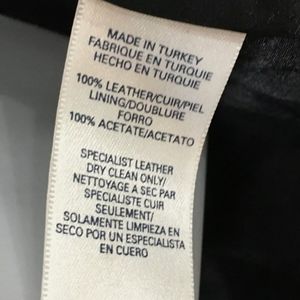 MADE IN TURKEY
FABRIQUE EN TURQUIE
HECHO EN TURQUIE
100% LEATHER/CUIR/PIEL
LINING/DOUBLURE
FORRO
100% ACETATE/ACETATO
SPECIALIST LEATHER
DRY CLEAN ONLY/
NETTOYAGE A SEC PAR
SPECIALISTE CUIR
SEULEMENT/
SOLAMENTE LIMPIEZA EN
SECO POR UN ESPECIALISTA
EN CUERO